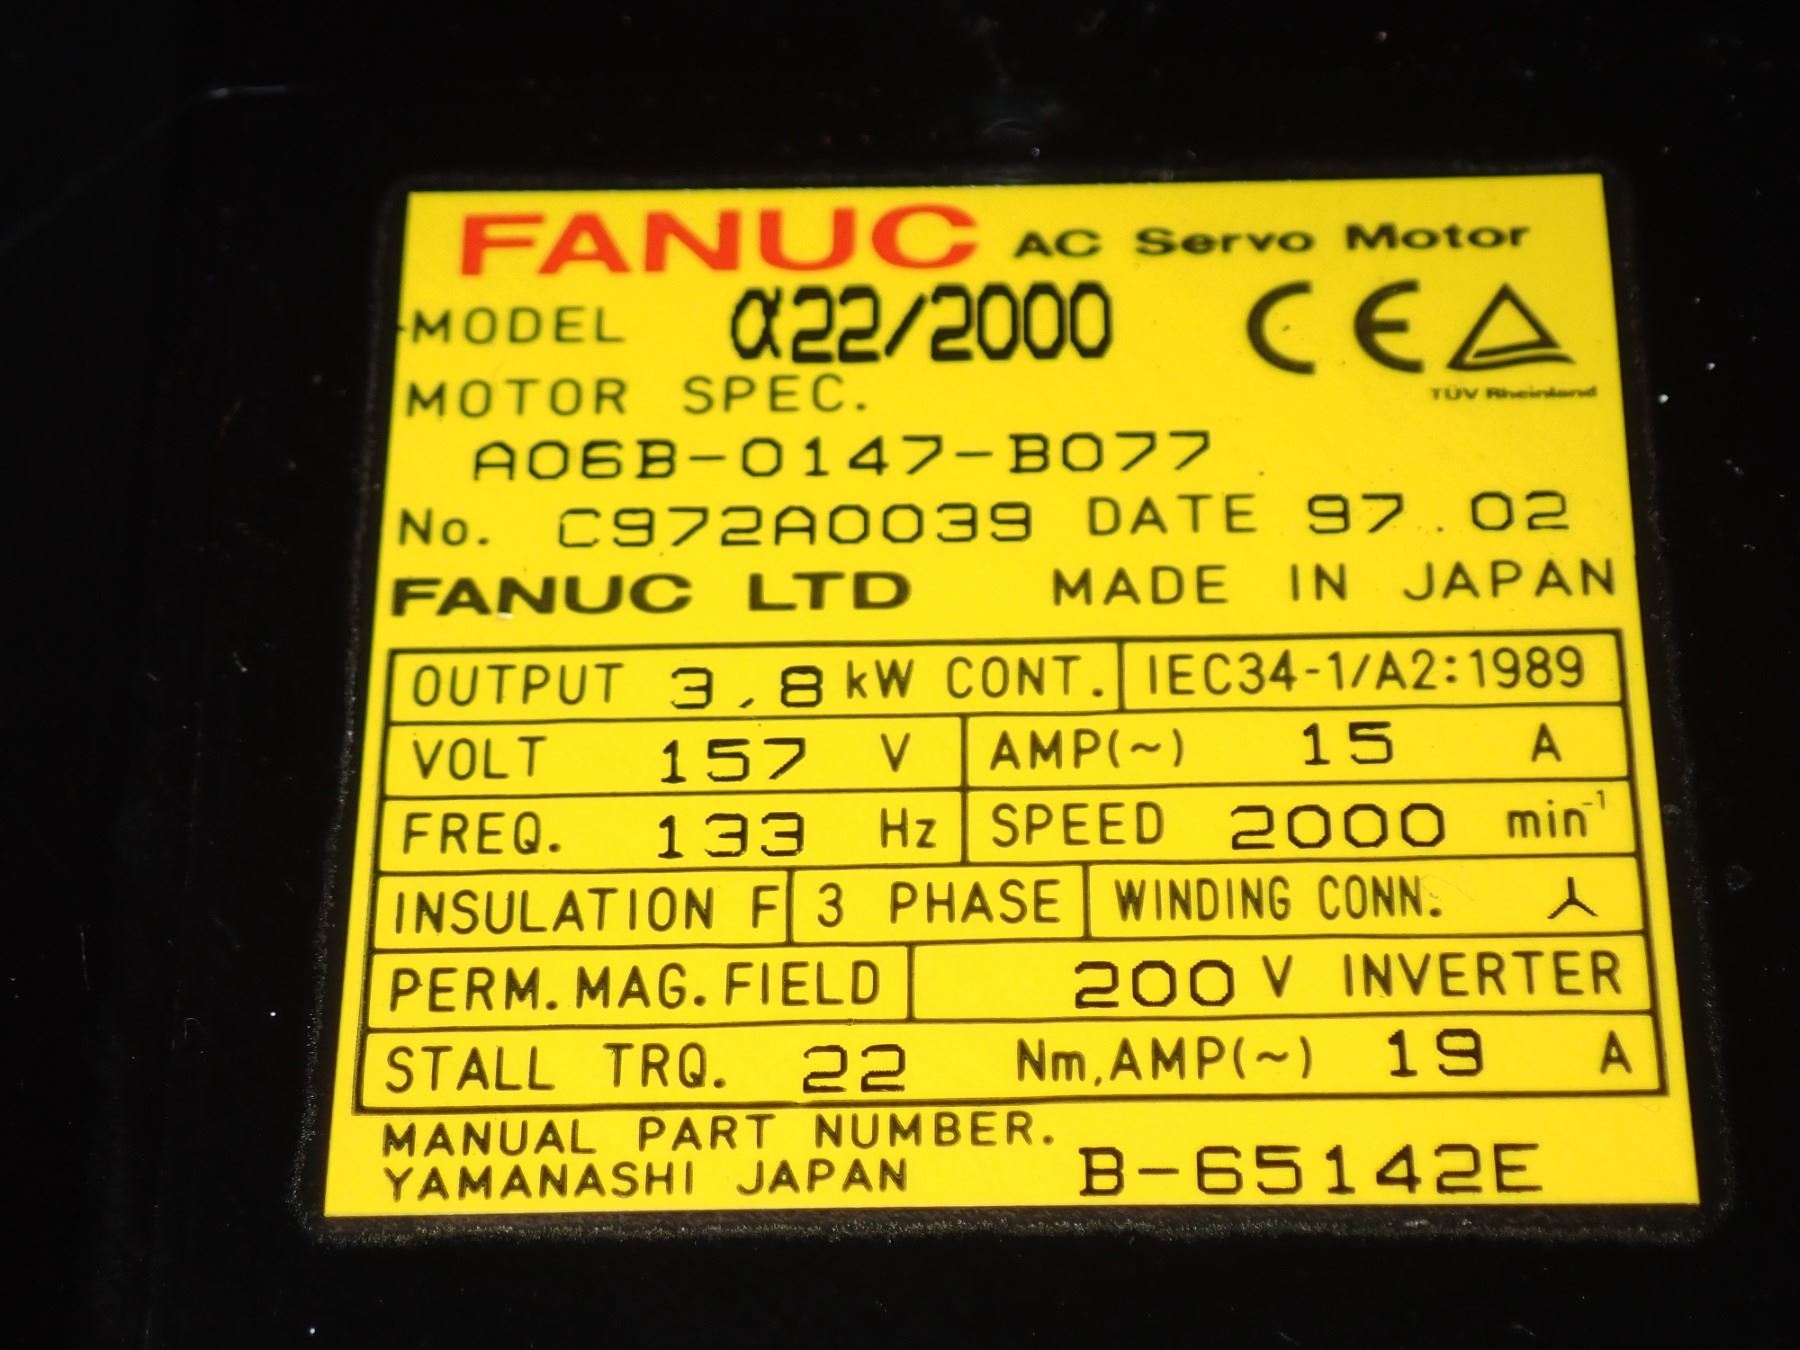 FANUC AC Servo Motor
MODEL α22/2000 CE
TÜV Rheinland
MOTOR SPEC.
A06B-0147-B077
No. C972A0039 DATE 97.02
FANUC LTD MADE IN JAPAN
OUTPUT 3.8 kW CONT. IEC34-1/A2:1989
VOLT 157 V AMP(~) 15 A
FREQ. 133 Hz SPEED 2000 min⁻¹
INSULATION F 3 PHASE WINDING CONN. ⅄
PERM.MAG.FIELD 200 V INVERTER
STALL TRQ. 22 Nm,AMP(~) 19 A
MANUAL PART NUMBER.
YAMANASHI JAPAN B-65142E